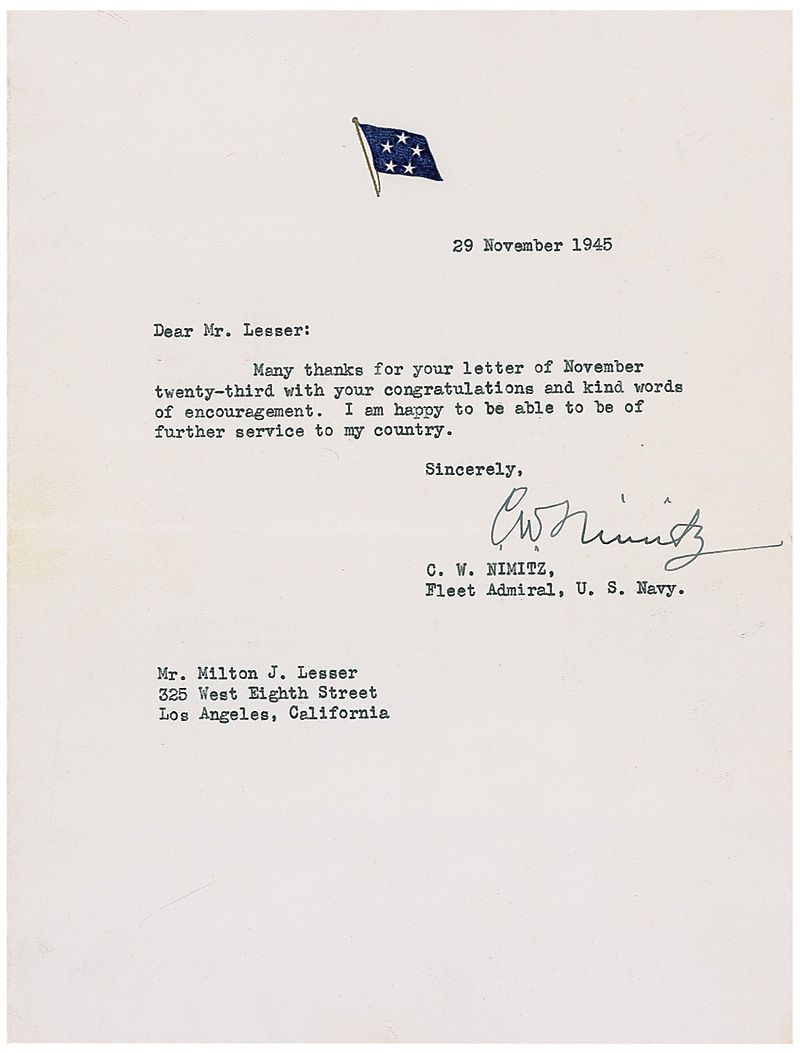 29 November 1945
Dear Mr. Lesser:
Many thanks for your letter of November
twenty-third with your congratulations and kind words
of encouragement. I am happy to be able to be of
further service to my country.
Sincerely,
C W Nimitz
C. W. NIMITZ,
Fleet Admiral, U. S. Navy.
Mr. Milton J. Lesser
325 West Eighth Street
Los Angeles, California